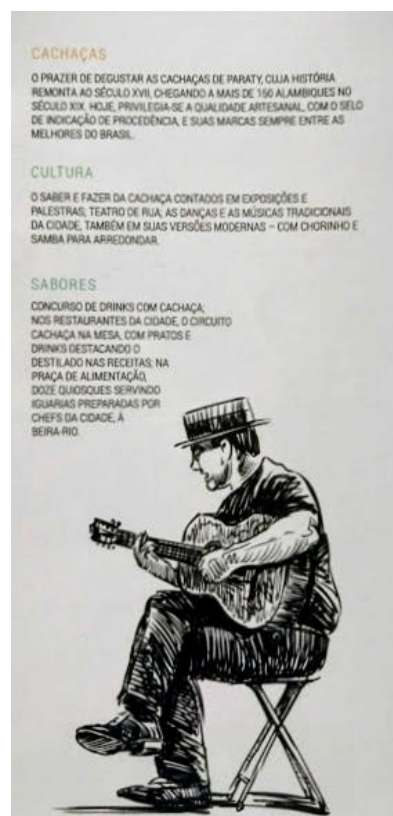 CACHAÇAS
O PRAZER DE DEGUSTAR AS CACHAÇAS DE PARATY, CUJA HISTÓRIA
REMONTA AO SÉCULO XVII, CHEGANDO A MAIS DE 150 ALAMBIQUES NO
SÉCULO XIX. HOJE, PRIVILEGIA-SE A QUALIDADE ARTESANAL, COM O SELO
DE INDICAÇÃO DE PROCEDÊNCIA, E SUAS MARCAS SEMPRE ENTRE AS
MELHORES DO BRASIL.
CULTURA
O SABER E FAZER DA CACHAÇA CONTADOS EM EXPOSIÇÕES E
PALESTRAS; TEATRO DE RUA; AS DANÇAS E AS MÚSICAS TRADICIONAIS
DA CIDADE, TAMBÉM EM SUAS VERSÕES MODERNAS – COM CHORINHO E
SAMBA PARA ARREDONDAR.
SABORES
CONCURSO DE DRINKS COM CACHAÇA;
NOS RESTAURANTES DA CIDADE, O CIRCUITO
CACHAÇA NA MESA, COM PRATOS E
DRINKS DESTACANDO O
DESTILADO NAS RECEITAS; NA
PRAÇA DE ALIMENTAÇÃO,
DOZE QUIOSQUES SERVINDO
IGUARIAS PREPARADAS POR
CHEFS DA CIDADE, À
BEIRA-RIO.